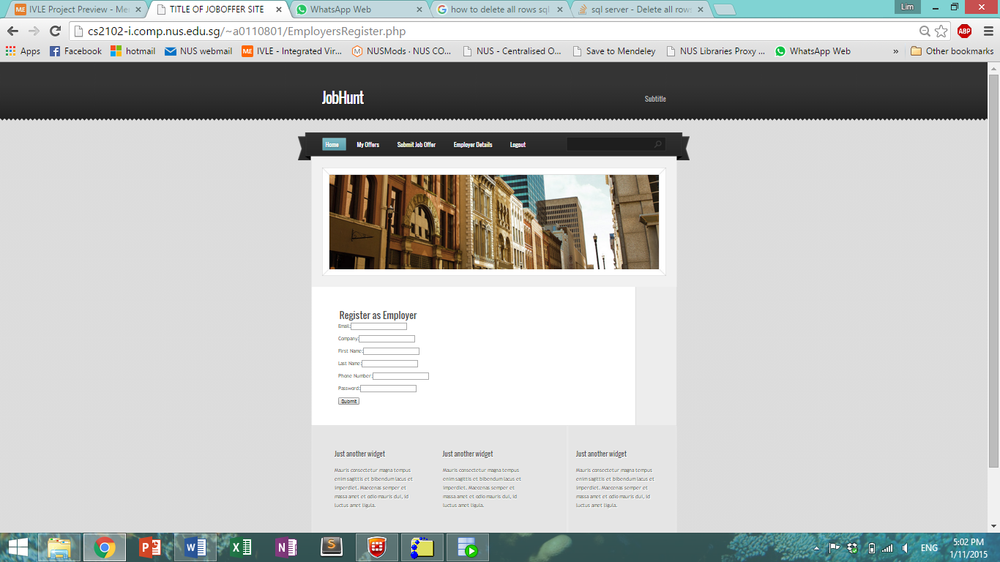 IVLE Project Preview - Me
TITLE OF JOBOFFER SITE
WhatsApp Web
how to delete all rows sql
sql server - Delete all rows
Lim
cs2102-i.comp.nus.edu.sg/~a0110801/EmployersRegister.php
ABP
Apps
Facebook
hotmail
NUS webmail
ME IVLE - Integrated Vir...
NUSMods · NUS CO...
NUS - Centralised O...
Save to Mendeley
NUS Libraries Proxy ...
WhatsApp Web
»
Other bookmarks
JobHunt
Subtitle
Home
My Offers
Submit Job Offer
Employer Details
Logout
Register as Employer
Email:
Company:
First Name:
Last Name:
Phone Number:
Password:
Submit
Just another widget
Mauris consectetur magna tempus
enim sagittis et bibendum lacus et
imperdiet. Maecenas semper et
massa amet et odio mauris dui, id
luctus amet ligula.
Just another widget
Mauris consectetur magna tempus
enim sagittis et bibendum lacus et
imperdiet. Maecenas semper et
massa amet et odio mauris dui, id
luctus amet ligula.
Just another widget
Mauris consectetur magna tempus
enim sagittis et bibendum lacus et
imperdiet. Maecenas semper et
massa amet et odio mauris dui, id
luctus amet ligula.
ENG
5:02 PM
1/11/2015